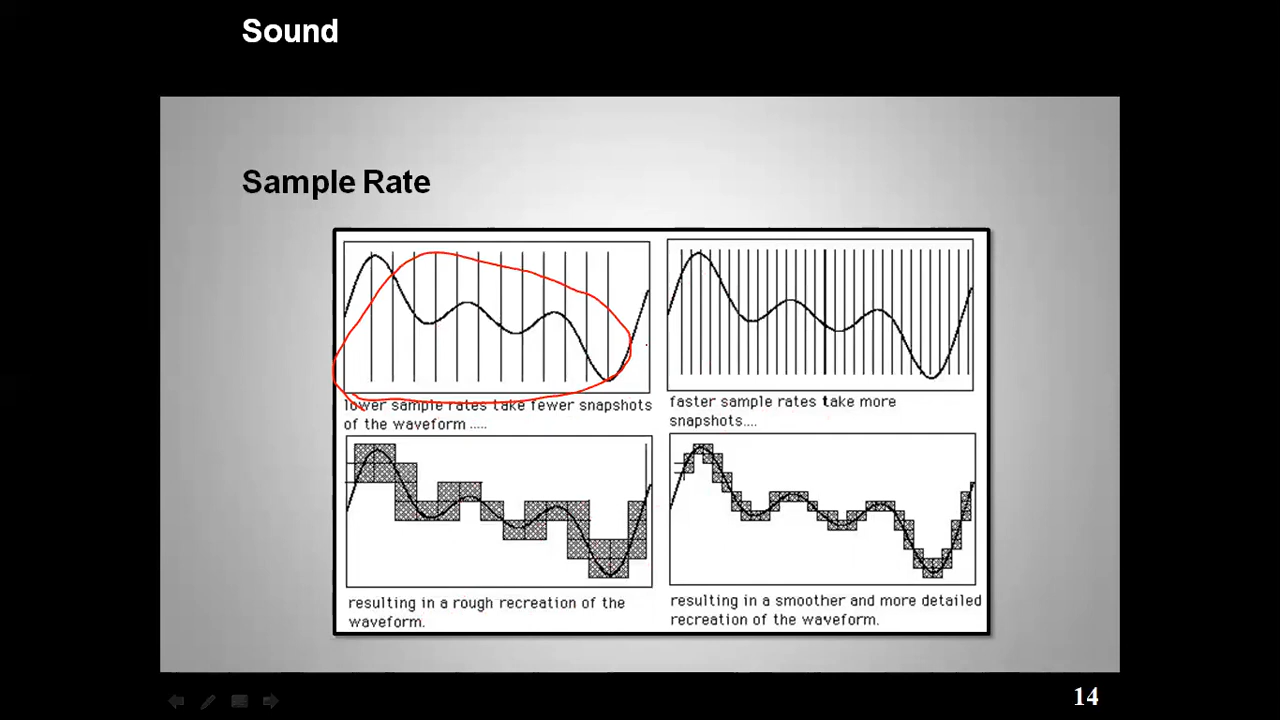 Sound
Sample Rate
lower sample rates take fewer snapshots
of the waveform .....
faster sample rates take more
snapshots....
resulting in a rough recreation of the
waveform.
resulting in a smoother and more detailed
recreation of the waveform.
14